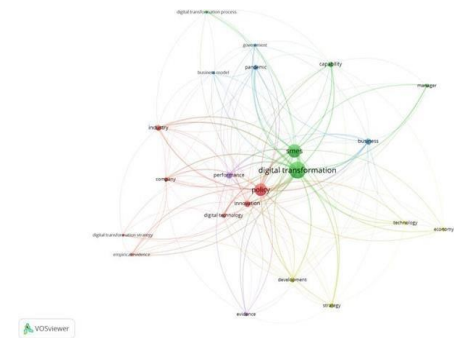 digital transformation process
government
pandemic
capability
business model
manager
industry
business
smes
digital transformation
company
performance
policy
innovation
digital technology
technology
economy
digital transformation strategy
empirical evidence
development
strategy
evidence
VOSviewer